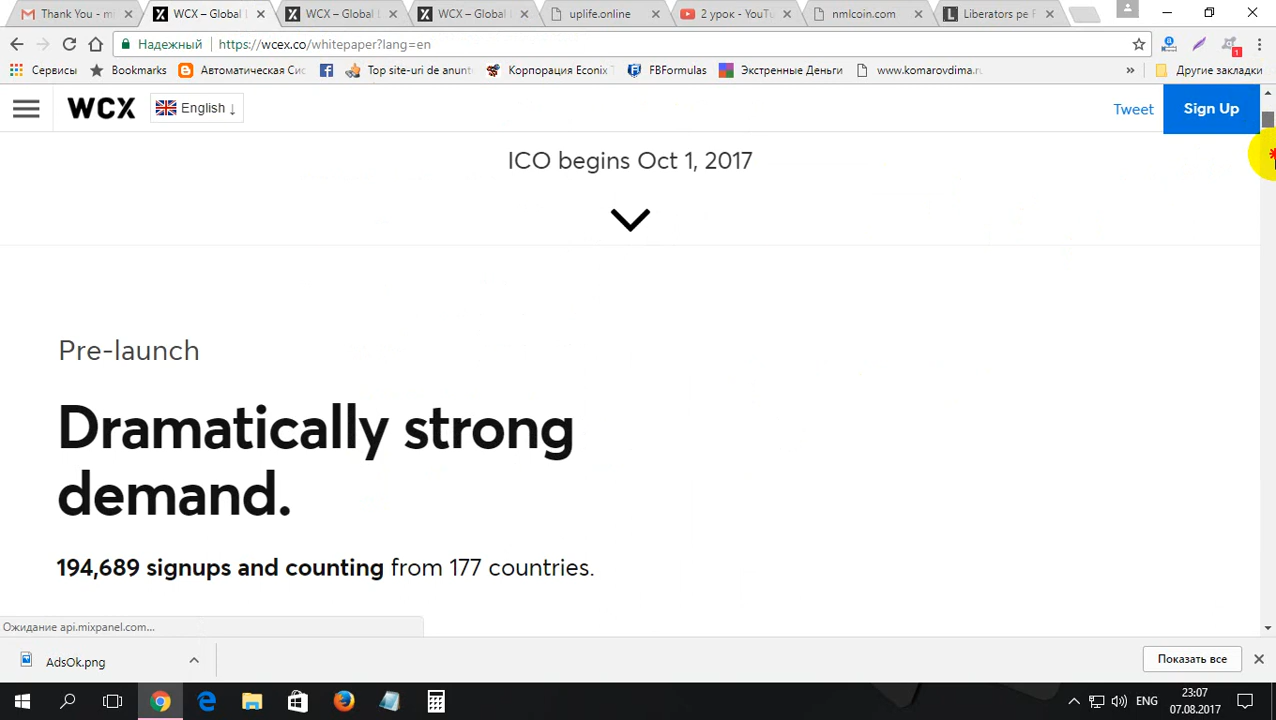 Thank You - m
WCX – Global
WCX – Global
WCX— Global
uplife.online
2 урок - YouT
nmlcoin.com
Liberators pe F
Надежный
https://wcex.co/whitepaper?lang=en
1
Сервисы
Bookmarks
Автоматическая Сис
Top site-uri de anunt
Корпорация Econix
FBFormulas
Экстренные Деньги
www.komarovdima.ru
»
Другие закладки
WCX
English ↓
Tweet
Sign Up
ICO begins Oct 1, 2017
Pre-launch
Dramatically strong
demand.
194,689 signups and counting from 177 countries.
Ожидание api.mixpanel.com...
AdsOk.png
Показать все
ENG
23:07
07.08.2017